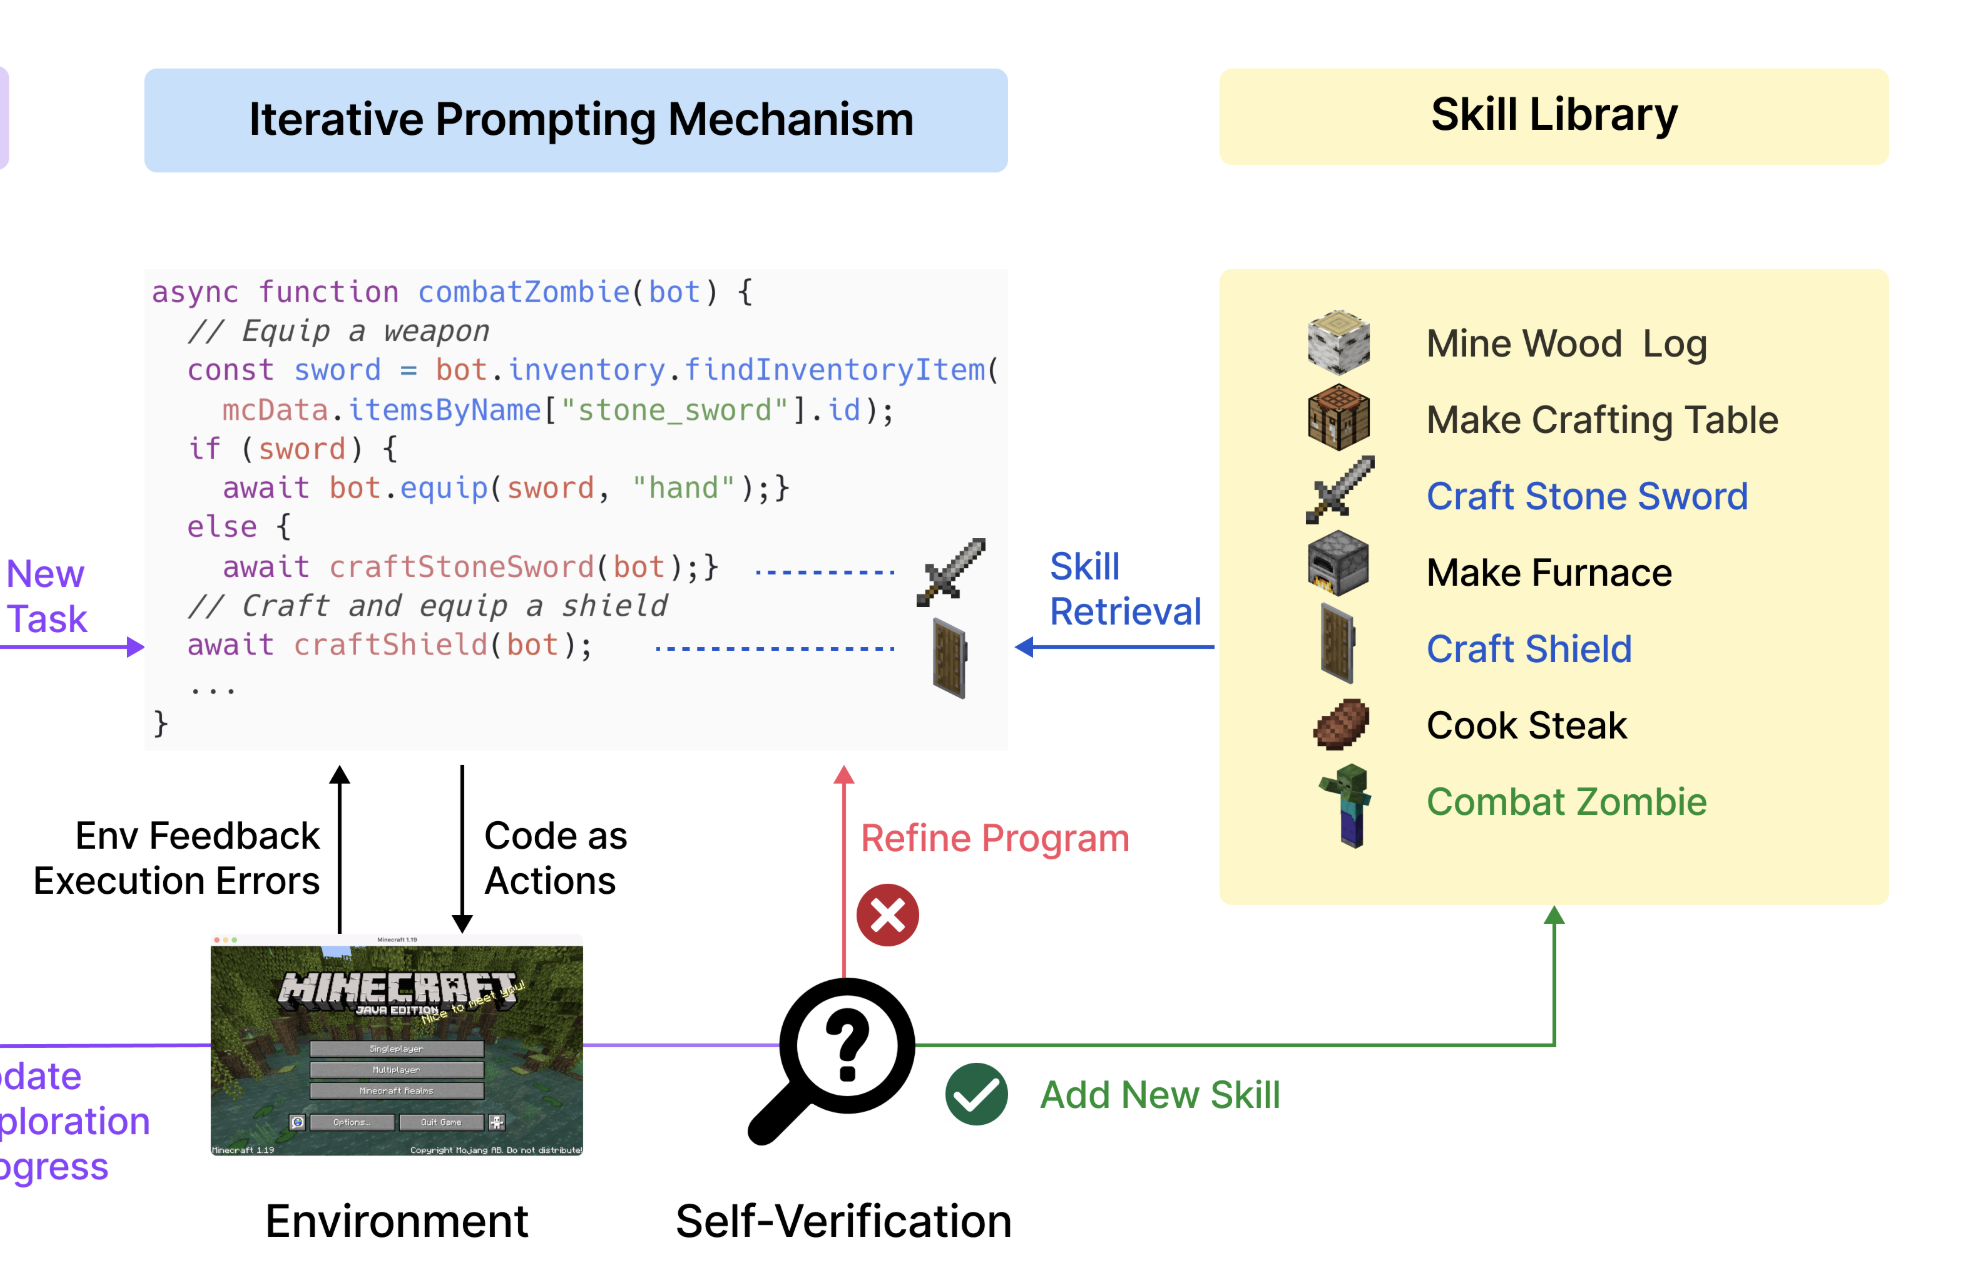 Iterative Prompting Mechanism
Skill Library
async function combatZombie(bot) {
// Equip a weapon
const sword = bot.inventory.findInventoryItem(
mcData.itemsByName["stone_sword"].id);
if (sword) {
await bot.equip(sword, "hand");}
else {
await craftStoneSword(bot);}
// Craft and equip a shield
await craftShield(bot);
...
}
New
Task
Skill
Retrieval
Mine Wood Log
Make Crafting Table
Craft Stone Sword
Make Furnace
Craft Shield
Cook Steak
Combat Zombie
Env Feedback
Execution Errors
Code as
Actions
Refine Program
Minecraft 1.19
MINECRAFT
JAVA EDITION
Nice to meet you!
Singleplayer
Multiplayer
Minecraft Realms
Options...
Quit Game
Minecraft 1.19
Copyright Mojang AB. Do not distribute!
?
Add New Skill
date
ploration
ogress
Environment
Self-Verification